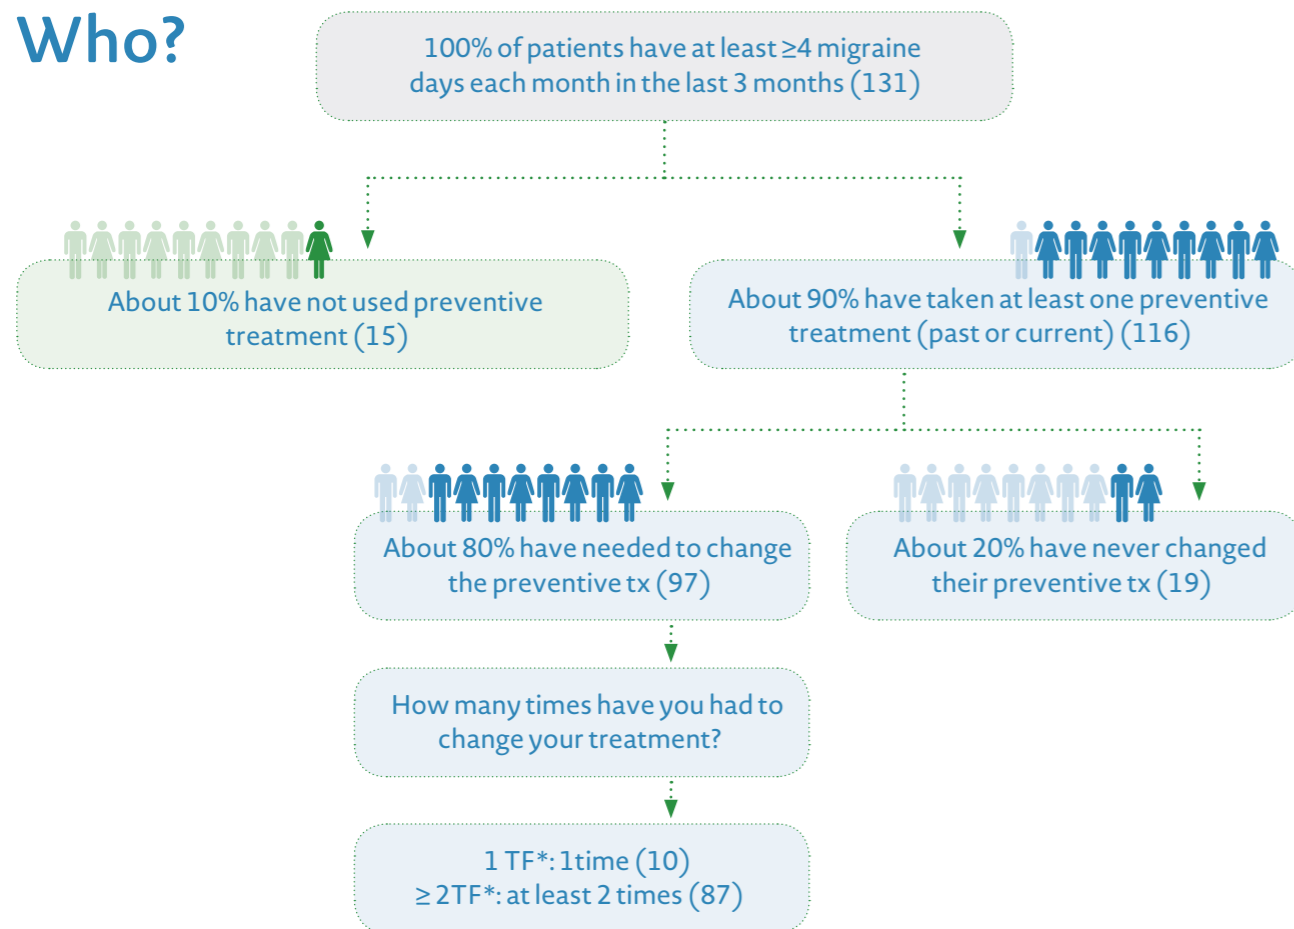 Who?
100% of patients have at least ≥4 migraine
days each month in the last 3 months (131)
About 10% have not used preventive
treatment (15)
About 90% have taken at least one preventive
treatment (past or current) (116)
About 80% have needed to change
the preventive tx (97)
About 20% have never changed
their preventive tx (19)
How many times have you had to
change your treatment?
1 TF*: 1time (10)
≥ 2TF*: at least 2 times (87)